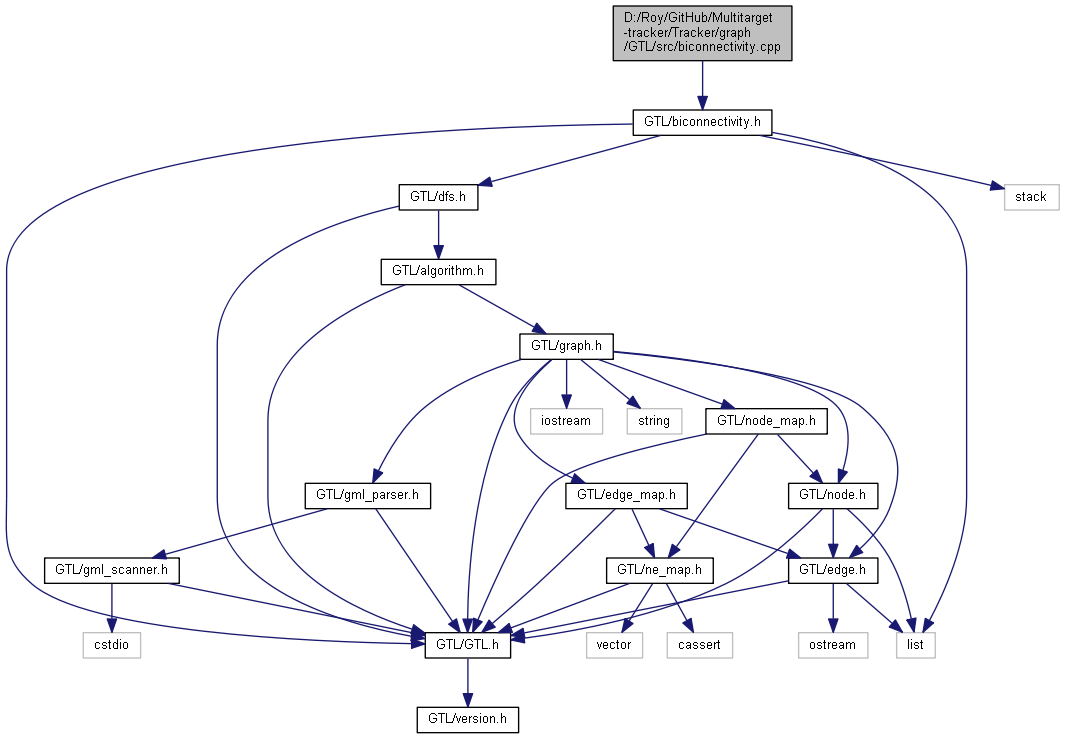 D:/Roy/GitHub/Multitarget
-tracker/Tracker/graph
/GTL/src/biconnectivity.cpp
GTL/biconnectivity.h
GTL/dfs.h
stack
GTL/algorithm.h
GTL/graph.h
iostream
string
GTL/node_map.h
GTL/gml_parser.h
GTL/edge_map.h
GTL/node.h
GTL/gml_scanner.h
GTL/ne_map.h
GTL/edge.h
cstdio
GTL/GTL.h
vector
cassert
ostream
list
GTL/version.h